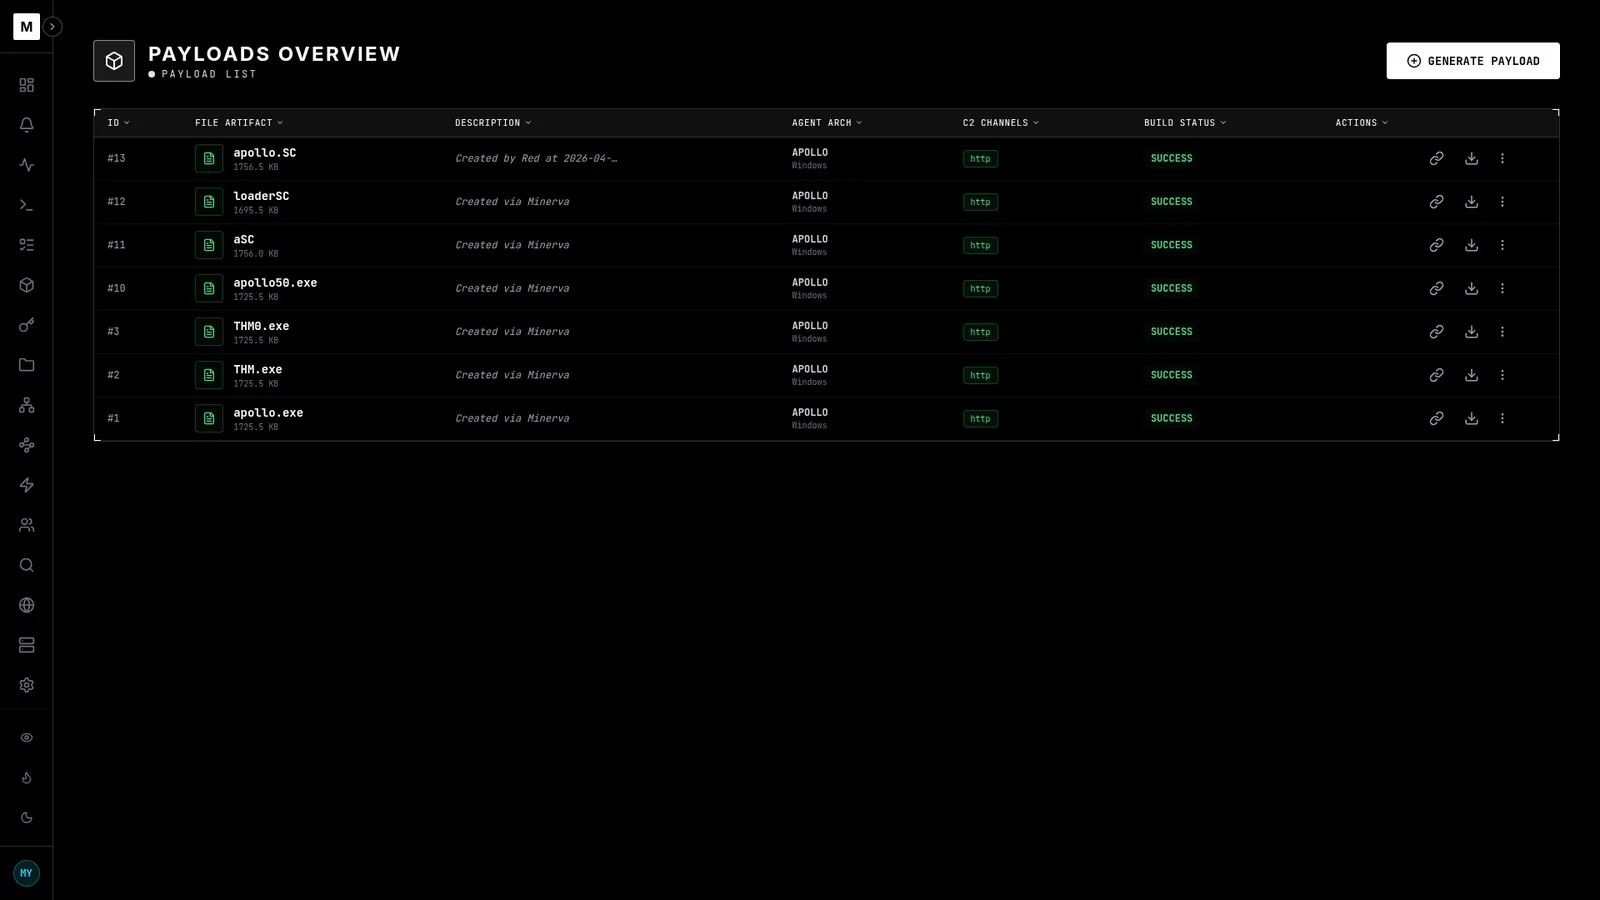 M
PAYLOADS OVERVIEW
PAYLOAD LIST
GENERATE PAYLOAD
ID FILE ARTIFACT DESCRIPTION AGENT ARCH C2 CHANNELS BUILD STATUS ACTIONS
#13 apollo.SC Created by Red at 2026-04-… APOLLO http SUCCESS
1756.5 KB Windows
#12 loaderSC Created via Minerva APOLLO http SUCCESS
1695.5 KB Windows
#11 aSC Created via Minerva APOLLO http SUCCESS
1756.0 KB Windows
#10 apollo50.exe Created via Minerva APOLLO http SUCCESS
1725.5 KB Windows
#3 THM0.exe Created via Minerva APOLLO http SUCCESS
1725.5 KB Windows
#2 THM.exe Created via Minerva APOLLO http SUCCESS
1725.5 KB Windows
#1 apollo.exe Created via Minerva APOLLO http SUCCESS
1725.5 KB Windows
MY